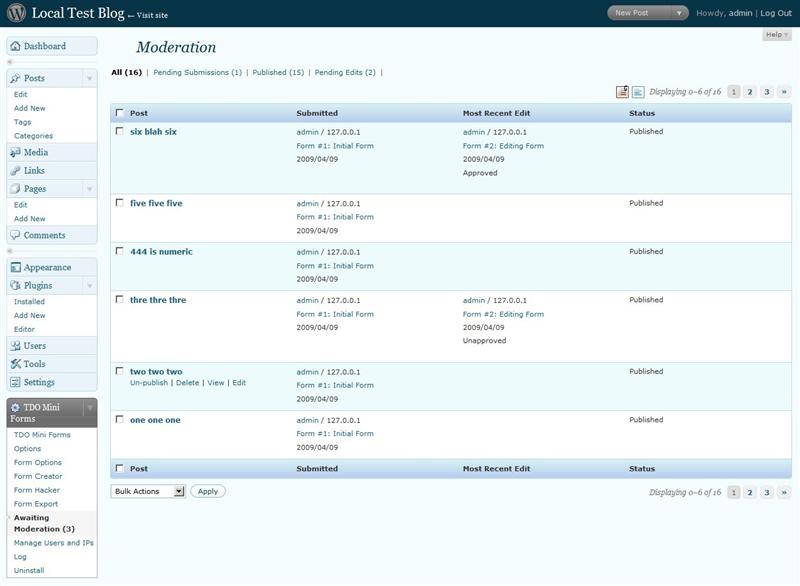 Local Test Blog ← Visit site
New Post
Howdy, admin | Log Out
Help
Dashboard
Posts
Edit
Add New
Tags
Categories
Media
Links
Pages
Edit
Add New
Comments
Appearance
Plugins
Installed
Add New
Editor
Users
Tools
Settings
TDO Mini
Forms
TDO Mini Forms
Options
Form Options
Form Creator
Form Hacker
Form Export
Awaiting
Moderation (3)
Manage Users and IPs
Log
Uninstall
Moderation
All (16) | Pending Submissions (1) | Published (15) | Pending Edits (2) |
Displaying 0–6 of 16 1 2 3 »
Post Submitted Most Recent Edit Status
six blah six admin / 127.0.0.1 admin / 127.0.0.1 Published
Form #1: Initial Form Form #2: Editing Form
2009/04/09 2009/04/09
Approved
five five five admin / 127.0.0.1 Published
Form #1: Initial Form
2009/04/09
444 is numeric admin / 127.0.0.1 Published
Form #1: Initial Form
2009/04/09
thre thre thre admin / 127.0.0.1 admin / 127.0.0.1 Published
Form #1: Initial Form Form #2: Editing Form
2009/04/09 2009/04/09
Unapproved
two two two admin / 127.0.0.1 Published
Un-publish | Delete | View | Edit Form #1: Initial Form
2009/04/09
one one one admin / 127.0.0.1 Published
Form #1: Initial Form
2009/04/09
Post Submitted Most Recent Edit Status
Bulk Actions Apply Displaying 0–6 of 16 1 2 3 »